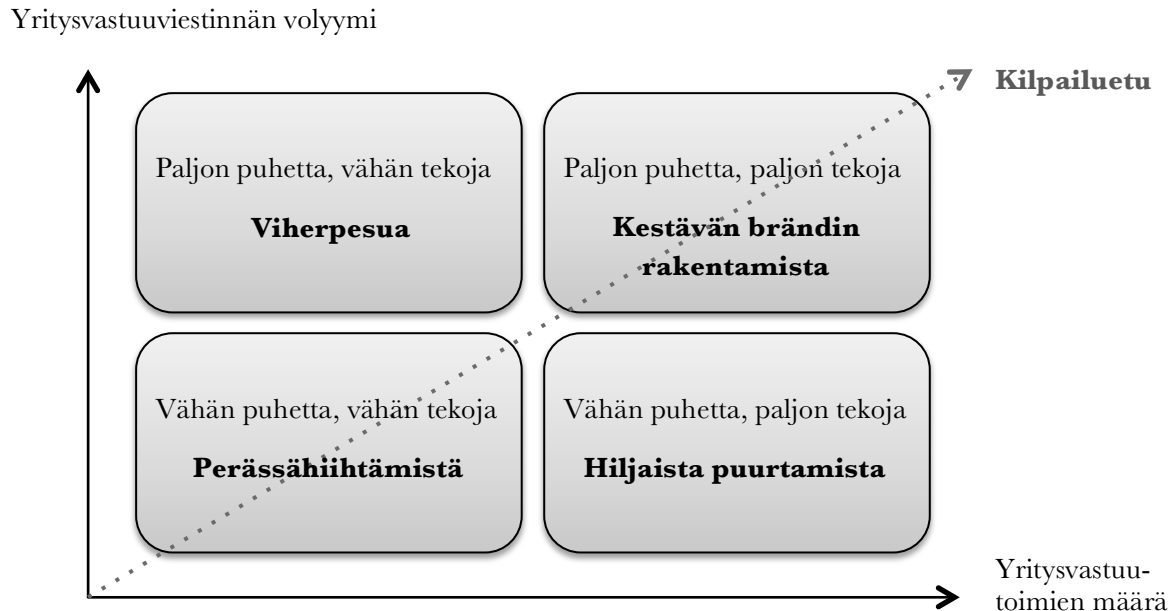 Yritysvastuuviestinnän volyymi
Kilpailuetu
Paljon puhetta, vähän tekoja
Viherpesua
Paljon puhetta, paljon tekoja
Kestävän brändin
rakentamista
Vähän puhetta, vähän tekoja
Perässähiihtämistä
Vähän puhetta, paljon tekoja
Hiljaista puurtamista
Yritysvastuu-
toimien määrä